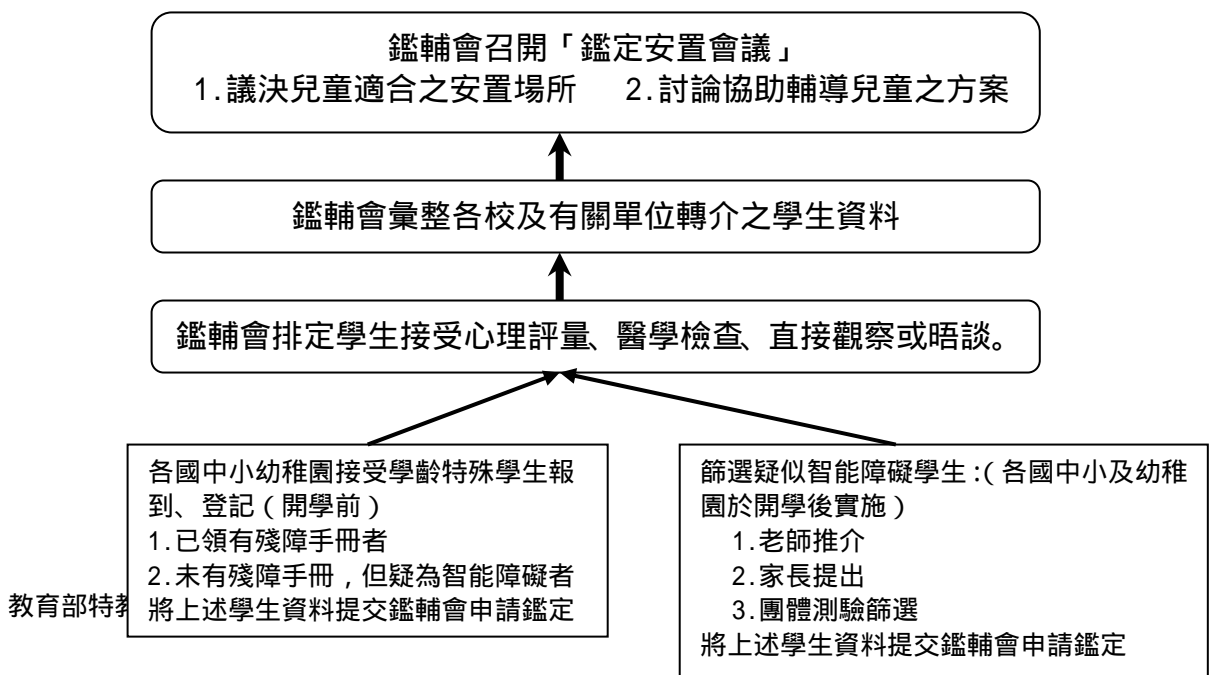 鑑輔會召開「鑑定安置會議」
1.議決兒童適合之安置場所 2.討論協助輔導兒童之方案
鑑輔會彙整各校及有關單位轉介之學生資料
鑑輔會排定學生接受心理評量、醫學檢查、直接觀察或晤談。
各國中小幼稚園接受學齡特殊學生報
到、登記（開學前）
1.已領有殘障手冊者
2.未有殘障手冊，但疑為智能障礙者
將上述學生資料提交鑑輔會申請鑑定
篩選疑似智能障礙學生:（各國中小及幼稚
園於開學後實施）
1.老師推介
2.家長提出
3.團體測驗篩選
將上述學生資料提交鑑輔會申請鑑定
教育部特